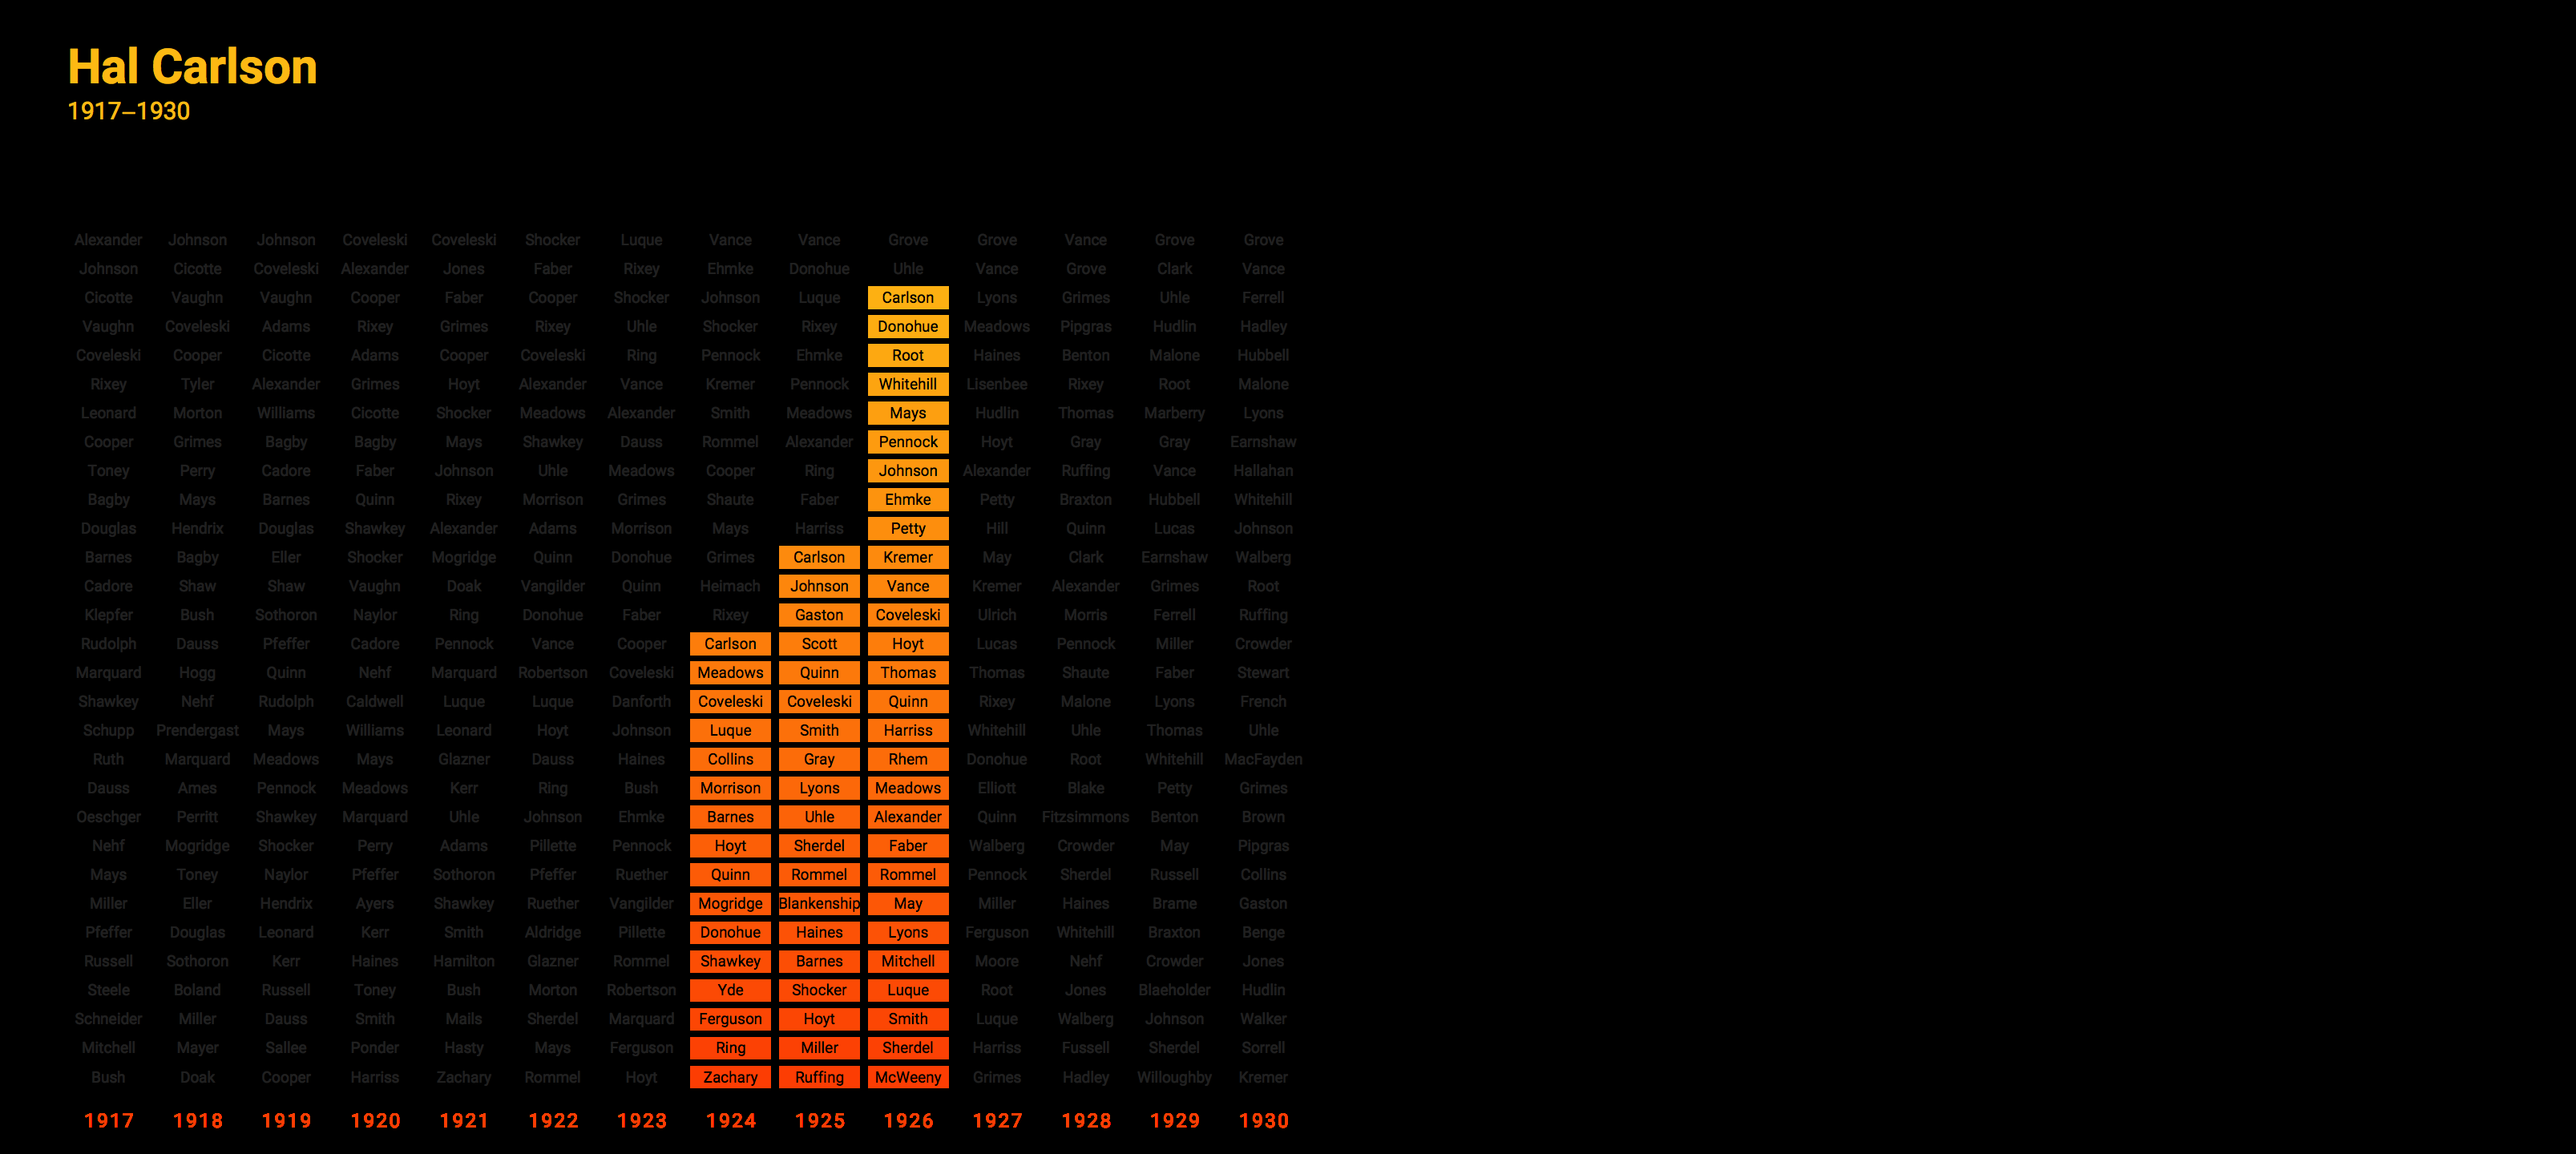 Hal Carlson
1917–1930
Alexander Johnson Johnson Coveleski Coveleski Shocker Luque Vance Vance Grove Grove Vance Grove Grove
Johnson Cicotte Coveleski Alexander Jones Faber Rixey Ehmke Donohue Uhle Vance Grove Clark Vance
Cicotte Vaughn Vaughn Cooper Faber Cooper Shocker Johnson Luque Carlson Lyons Grimes Uhle Ferrell
Vaughn Coveleski Adams Rixey Grimes Rixey Uhle Shocker Rixey Donohue Meadows Pipgras Hudlin Hadley
Coveleski Cooper Cicotte Adams Cooper Coveleski Ring Pennock Ehmke Root Haines Benton Malone Hubbell
Rixey Tyler Alexander Grimes Hoyt Alexander Vance Kremer Pennock Whitehill Lisenbee Rixey Root Malone
Leonard Morton Williams Cicotte Shocker Meadows Alexander Smith Meadows Mays Hudlin Thomas Marberry Lyons
Cooper Grimes Bagby Bagby Mays Shawkey Dauss Rommel Alexander Pennock Hoyt Gray Gray Earnshaw
Toney Perry Cadore Faber Johnson Uhle Meadows Cooper Ring Johnson Alexander Ruffing Vance Hallahan
Bagby Mays Barnes Quinn Rixey Morrison Grimes Shaute Faber Ehmke Petty Braxton Hubbell Whitehill
Douglas Hendrix Douglas Shawkey Alexander Adams Morrison Mays Harriss Petty Hill Quinn Lucas Johnson
Barnes Bagby Eller Shocker Mogridge Quinn Donohue Grimes Carlson Kremer May Clark Earnshaw Walberg
Cadore Shaw Shaw Vaughn Doak Vangilder Quinn Heimach Johnson Vance Kremer Alexander Grimes Root
Klepfer Bush Sothoron Naylor Ring Donohue Faber Rixey Gaston Coveleski Ulrich Morris Ferrell Ruffing
Rudolph Dauss Pfeffer Cadore Pennock Vance Cooper Carlson Scott Hoyt Lucas Pennock Miller Crowder
Marquard Hogg Quinn Nehf Marquard Robertson Coveleski Meadows Quinn Thomas Thomas Shaute Faber Stewart
Shawkey Nehf Rudolph Caldwell Luque Luque Danforth Coveleski Coveleski Quinn Rixey Malone Lyons French
Schupp Prendergast Mays Williams Leonard Hoyt Johnson Luque Smith Harriss Whitehill Uhle Thomas Uhle
Ruth Marquard Meadows Mays Glazner Dauss Haines Collins Gray Rhem Donohue Root Whitehill MacFayden
Dauss Ames Pennock Meadows Kerr Ring Bush Morrison Lyons Meadows Elliott Blake Petty Grimes
Oeschger Perritt Shawkey Marquard Uhle Johnson Ehmke Barnes Uhle Alexander Quinn Fitzsimmons Benton Brown
Nehf Mogridge Shocker Perry Adams Pillette Pennock Hoyt Sherdel Faber Walberg Crowder May Pipgras
Mays Toney Naylor Pfeffer Sothoron Pfeffer Ruether Quinn Rommel Rommel Pennock Sherdel Russell Collins
Miller Eller Hendrix Ayers Shawkey Ruether Vangilder Mogridge Blankenship May Miller Haines Brame Gaston
Pfeffer Douglas Leonard Kerr Smith Aldridge Pillette Donohue Haines Lyons Ferguson Whitehill Braxton Benge
Russell Sothoron Kerr Haines Hamilton Glazner Rommel Shawkey Barnes Mitchell Moore Nehf Crowder Jones
Steele Boland Russell Toney Bush Morton Robertson Yde Shocker Luque Root Jones Blaeholder Hudlin
Schneider Miller Dauss Smith Mails Sherdel Marquard Ferguson Hoyt Smith Luque Walberg Johnson Walker
Mitchell Mayer Sallee Ponder Hasty Mays Ferguson Ring Miller Sherdel Harriss Fussell Sherdel Sorrell
Bush Doak Cooper Harriss Zachary Rommel Hoyt Zachary Ruffing McWeeny Grimes Hadley Willoughby Kremer
1917 1918 1919 1920 1921 1922 1923 1924 1925 1926 1927 1928 1929 1930